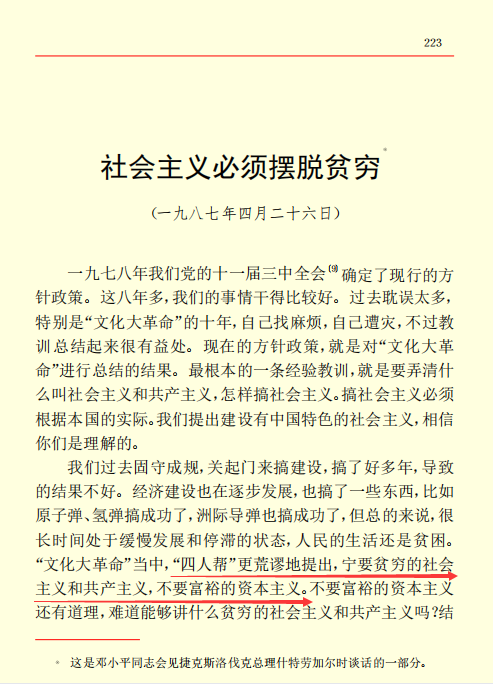 223
社会主义必须摆脱贫穷*
(一九八七年四月二十六日)
一九七八年我们党的十一届三中全会〔9〕确定了现行的方
针政策。这八年多,我们的事情干得比较好。过去耽误太多,
特别是“文化大革命”的十年,自己找麻烦,自己遭灾,不过教
训总结起来很有益处。现在的方针政策,就是对“文化大革
命”进行总结的结果。最根本的一条经验教训,就是要弄清什
么叫社会主义和共产主义,怎样搞社会主义。搞社会主义必须
根据本国的实际。我们提出建设有中国特色的社会主义,相信
你们是理解的。
我们过去固守成规,关起门来搞建设,搞了好多年,导致
的结果不好。经济建设也在逐步发展,也搞了一些东西,比如
原子弹、氢弹搞成功了,洲际导弹也搞成功了,但总的来说,很
长时间处于缓慢发展和停滞的状态,人民的生活还是贫困。
“文化大革命”当中,“四人帮”更荒谬地提出,宁要贫穷的社会
主义和共产主义,不要富裕的资本主义。不要富裕的资本主义
还有道理,难道能够讲什么贫穷的社会主义和共产主义吗?结
* 这是邓小平同志会见捷克斯洛伐克总理什特劳加尔时谈话的一部分。